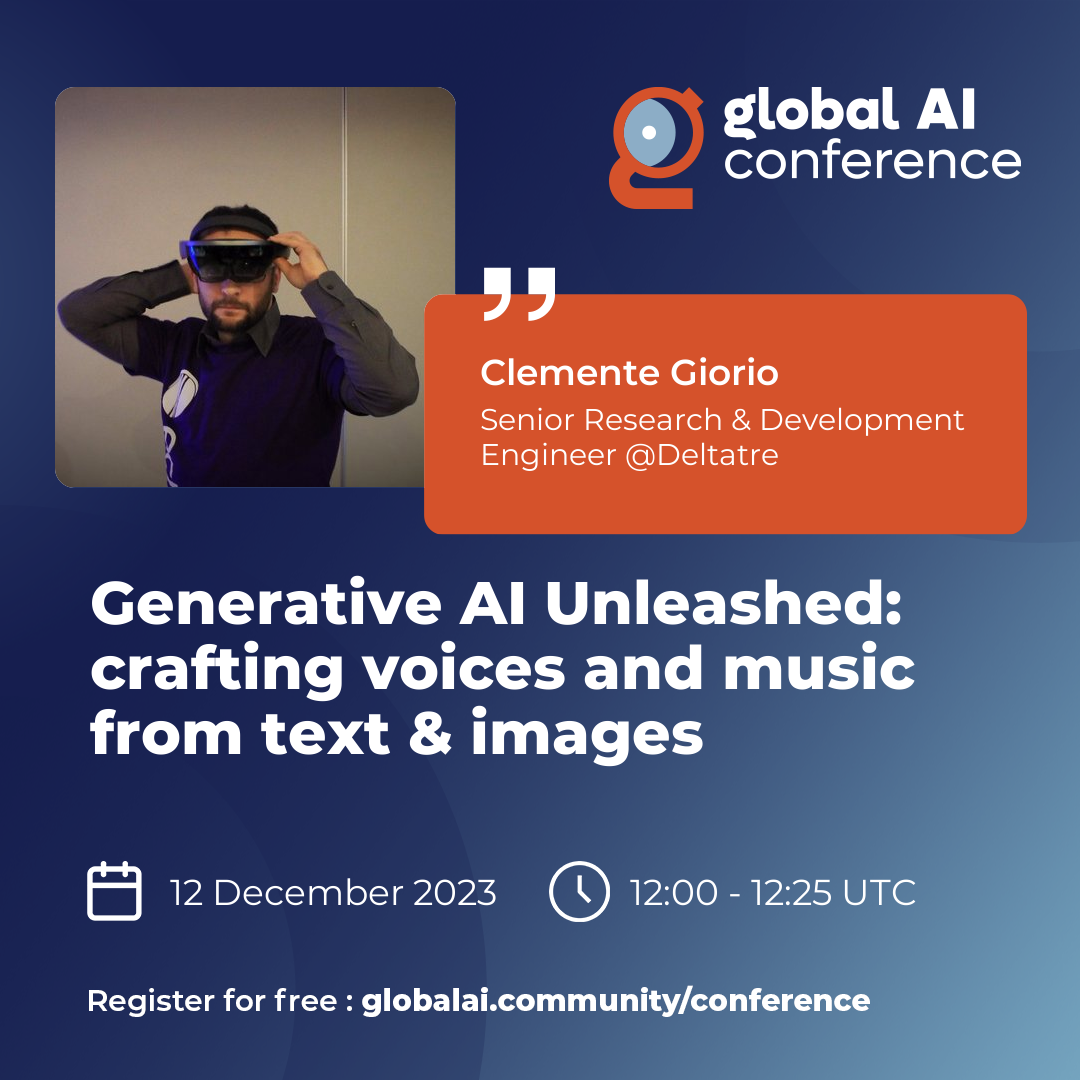 global AI
conference
Clemente Giorio
Senior Research & Development
Engineer @Deltatre
Generative AI Unleashed:
crafting voices and music
from text & images
12 December 2023
12:00 - 12:25 UTC
Register for free : globalai.community/conference